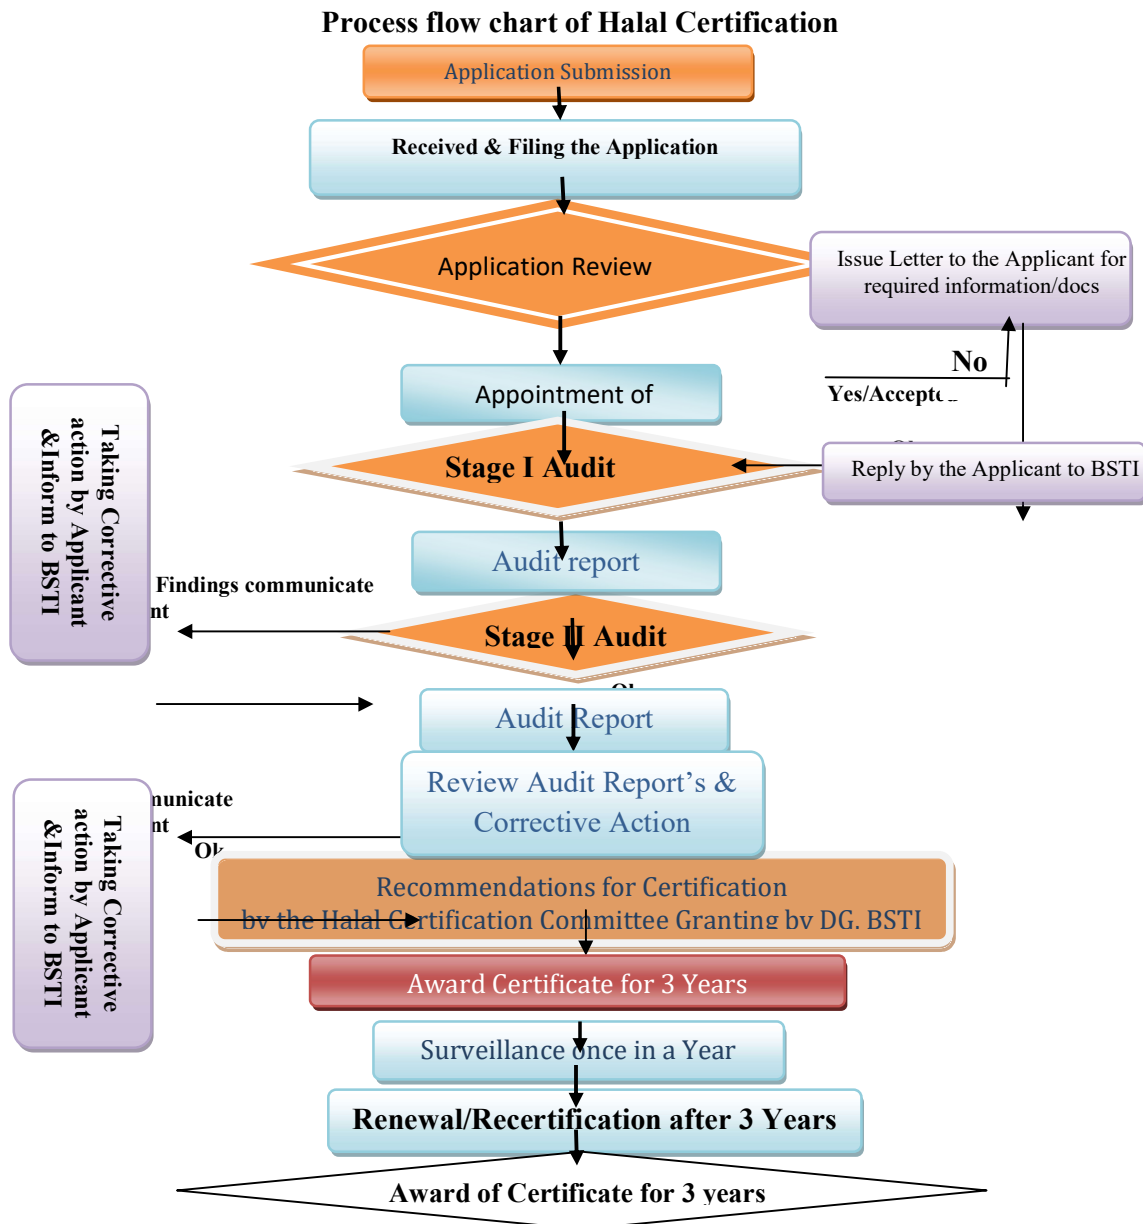 Process flow chart of Halal Certification
Application Submission
Received & Filing the Application
Application Review
Issue Letter to the Applicant for
required information/docs
No
Yes/Accepte
Appointment of
Stage I Audit
Reply by the Applicant to BSTI
Taking Corrective
action by Applicant
&Inform to BSTI
Audit report
Findings communicate
nt
Stage II Audit
Ok
Audit Report
Review Audit Report's &
Corrective Action
Taking Corrective
action by Applicant
&Inform to BSTI
municate
nt
Ok
Recommendations for Certification
by the Halal Certification Committee Granting by DG. BSTI
Award Certificate for 3 Years
Surveillance once in a Year
Renewal/Recertification after 3 Years
Award of Certificate for 3 years